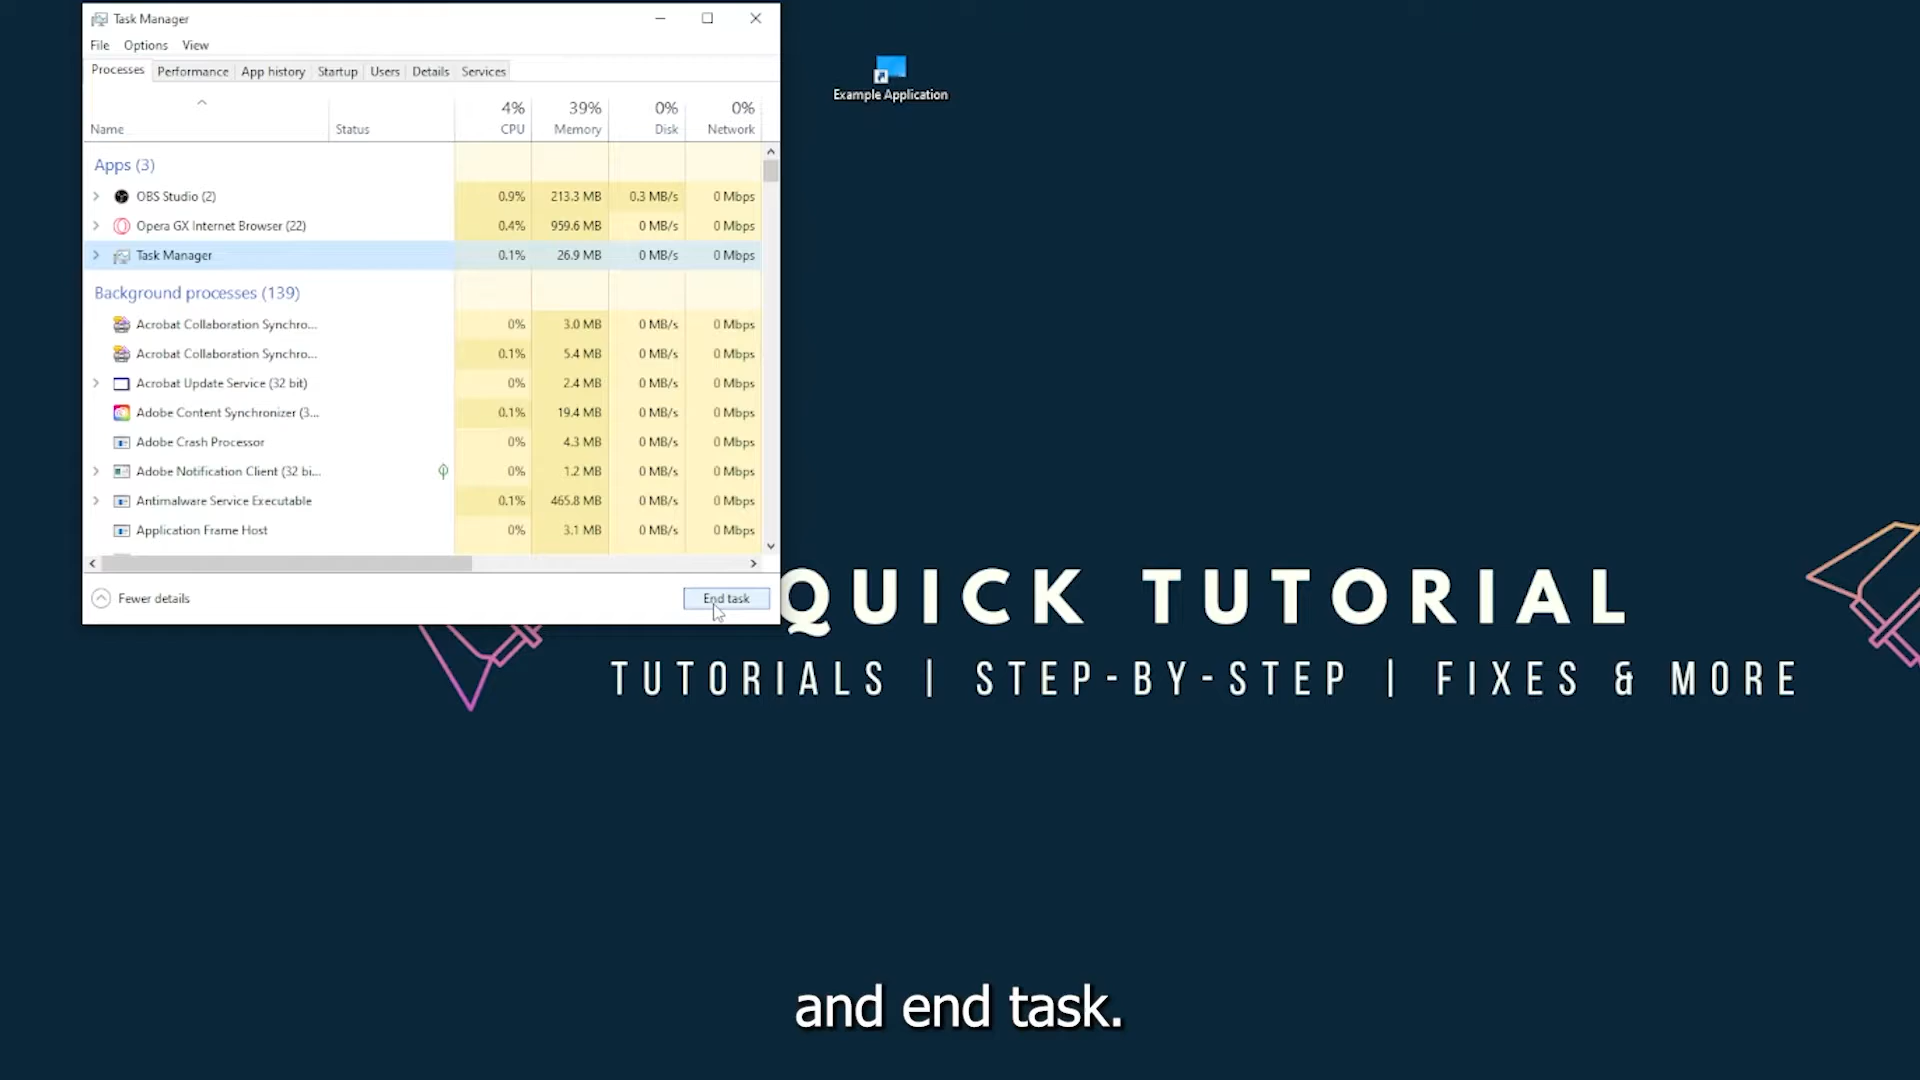 Task Manager
File Options View
Processes Performance App history Startup Users Details Services
4% 39% 0% 0%
Name Status CPU Memory Disk Network
Apps (3)
OBS Studio (2) 0.9% 213.3 MB 0.3 MB/s 0 Mbps
Opera GX Internet Browser (22) 0.4% 959.6 MB 0 MB/s 0 Mbps
Task Manager 0.1% 26.9 MB 0 MB/s 0 Mbps
Background processes (139)
Acrobat Collaboration Synchro... 0% 3.0 MB 0 MB/s 0 Mbps
Acrobat Collaboration Synchro... 0.1% 5.4 MB 0 MB/s 0 Mbps
Acrobat Update Service (32 bit) 0% 2.4 MB 0 MB/s 0 Mbps
Adobe Content Synchronizer (3... 0.1% 19.4 MB 0 MB/s 0 Mbps
Adobe Crash Processor 0% 4.3 MB 0 MB/s 0 Mbps
Adobe Notification Client (32 bi... 0% 1.2 MB 0 MB/s 0 Mbps
Antimalware Service Executable 0.1% 465.8 MB 0 MB/s 0 Mbps
Application Frame Host 0% 3.1 MB 0 MB/s 0 Mbps
Fewer details End task
Example Application
QUICK TUTORIAL
TUTORIALS | STEP-BY-STEP | FIXES & MORE
and end task.